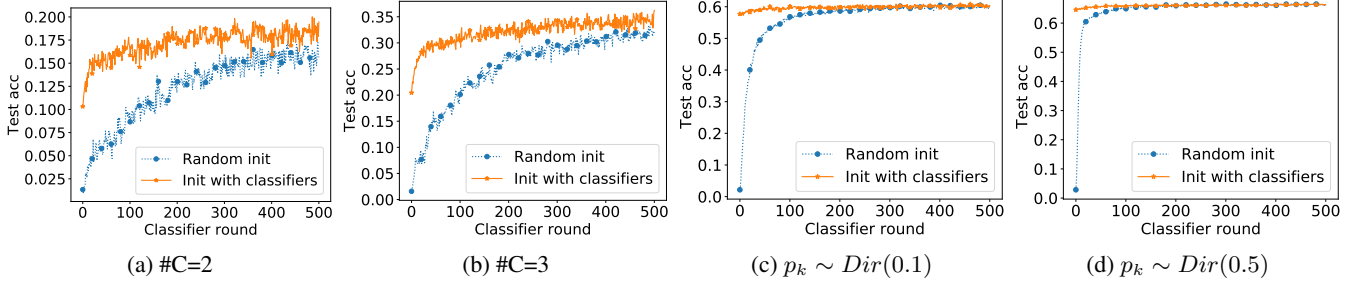 Test acc
0.200
0.175
0.150
0.125
0.100
0.075
0.050
0.025
Random init
Init with classifiers
0 100 200 300 400 500
Classifier round
(a) #C=2
Test acc
0.35
0.30
0.25
0.20
0.15
0.10
0.05
0.00
Random init
Init with classifiers
0 100 200 300 400 500
Classifier round
(b) #C=3
Test acc
0.6
0.5
0.4
0.3
0.2
0.1
0.0
Random init
Init with classifiers
0 100 200 300 400 500
Classifier round
(c) $p_k \sim Dir(0.1)$
Test acc
0.6
0.4
0.2
0.0
Random init
Init with classifiers
0 100 200 300 400 500
Classifier round
(d) $p_k \sim Dir(0.5)$